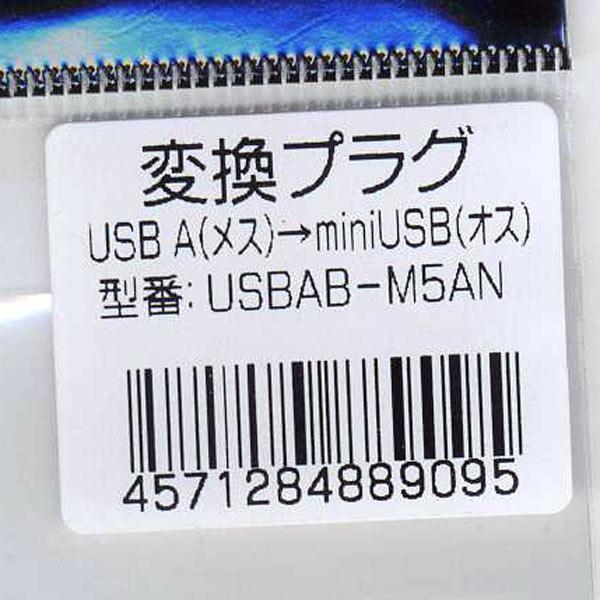 変換プラグ
USB A(メス)→miniUSB(オス)
型番: USBAB-M5AN
4571284889095